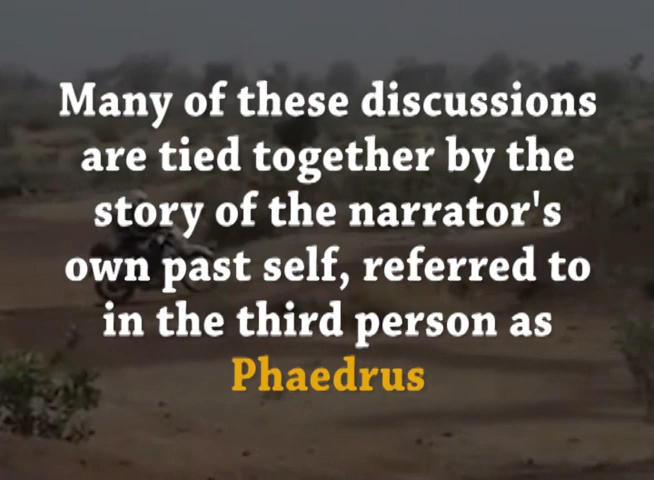 Many of these discussions
are tied together by the
story of the narrator's
own past self, referred to
in the third person as
Phaedrus